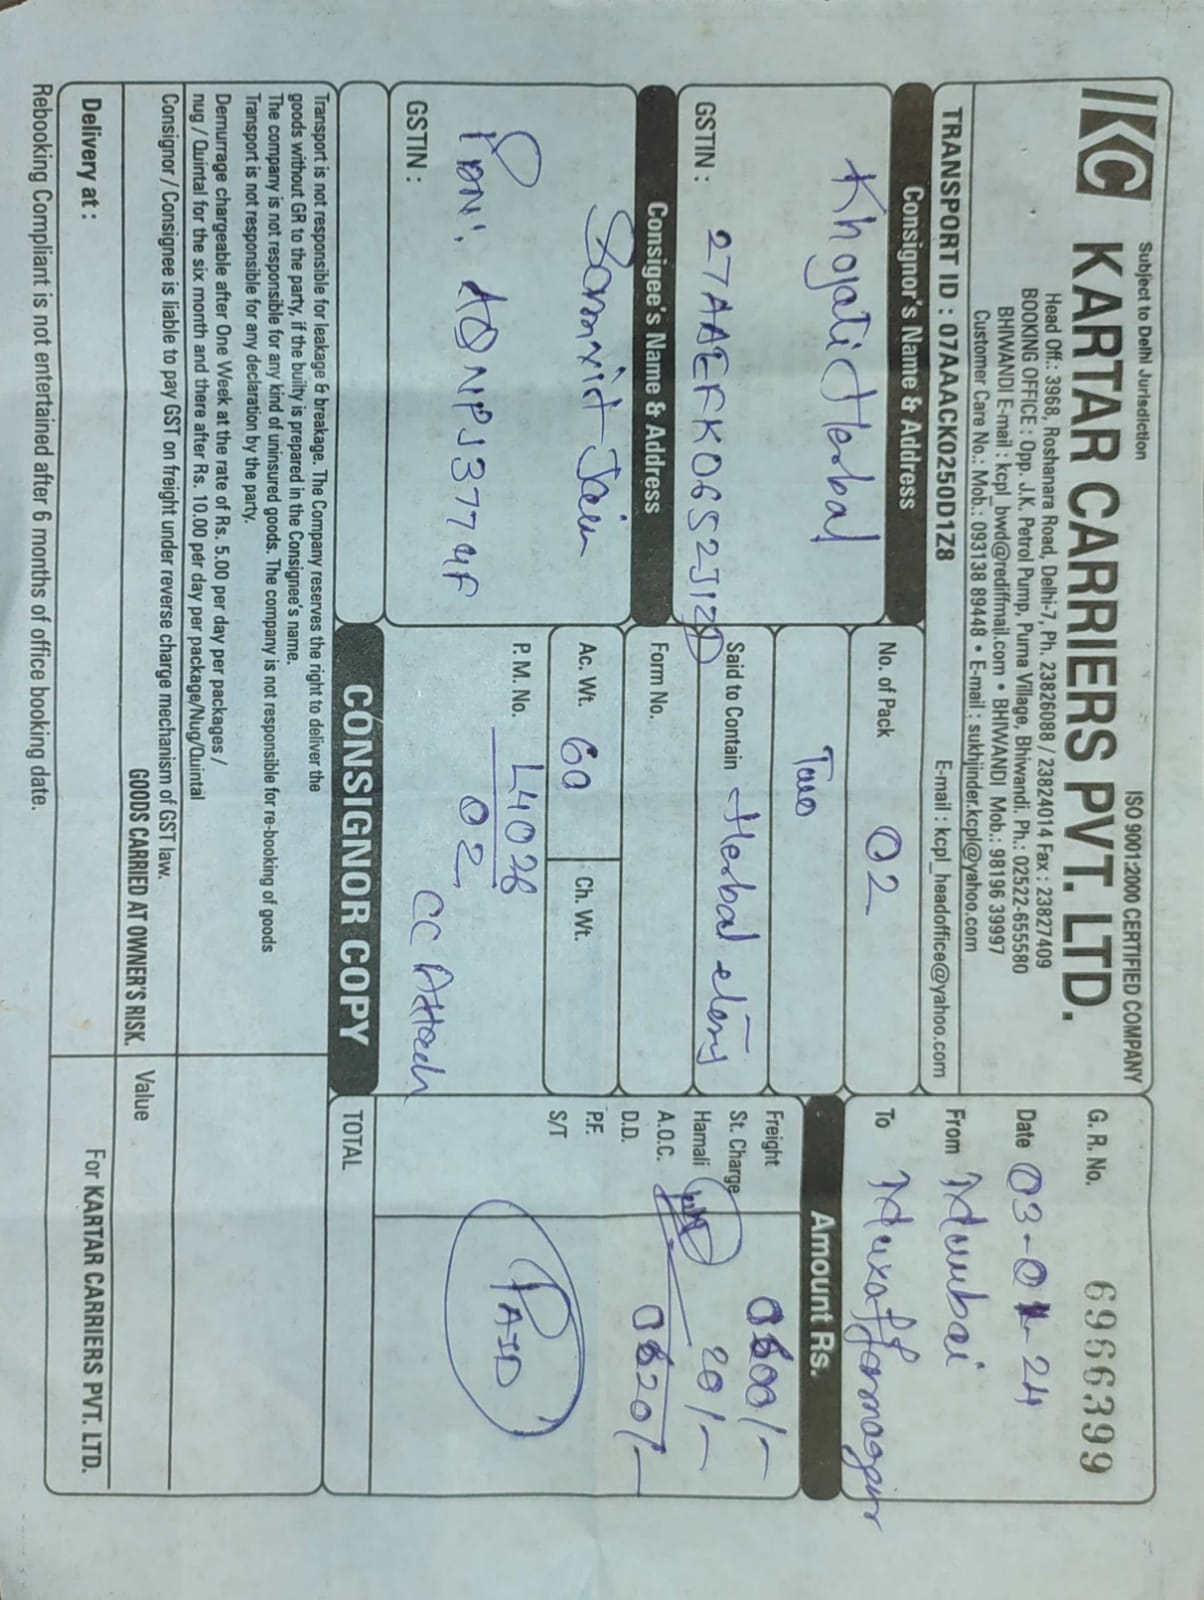 Subject to Delhi Jurisdiction
ISO 9001:2000 CERTIFIED COMPANY
KC KARTAR CARRIERS PVT. LTD.
Head Off.: 3968, Roshanara Road, Delhi-7, Ph. 23826088 / 23824014 Fax : 23827409
BOOKING OFFICE : Opp. J.K. Petrol Pump, Purna Village, Bhiwandi. Ph.: 02522-655580
BHIWANDI E-mail : kcpl_bwd@rediffmail.com • BHIWANDI Mob.: 98196 39997
Customer Care No.: Mob.: 093138 89448 • E-mail : sukhjinder.kcpl@yahoo.com
TRANSPORT ID : 07AAACK0250D1Z8
E-mail : kcpl_headoffice@yahoo.com
G. R. No. 6966399
Date 03-01-24
From Mumbai
To Muzaffarnagar
Consignor's Name & Address
Khojati Herbal
GSTIN : 27AAEFK0652J1Z
Consigee's Name & Address
Jain
PAN. AQNPJ3774F
GSTIN :
No. of Pack 02
Two
Said to Contain Herbal
Form No.
Ac. Wt. 60
Ch. Wt.
P. M. No. L4026
02
CC Attach
CONSIGNOR COPY
Amount Rs.
Freight 0600/-
St. Charge
Hamali 20/-
A.O.C.
D.D. 0620/-
P.F.
S/T
PAID
TOTAL
Transport is not responsible for leakage & breakage. The Company reserves the right to deliver the
goods without GR to the party, if the builty is prepared in the Consignee's name.
The company is not responsible for any kind of uninsured goods. The company is not responsible for re-booking of goods
Transport is not responsible for any declaration by the party.
Demurrage chargeable after One Week at the rate of Rs. 5.00 per day per packages /
nug / Quintal for the six month and there after Rs. 10.00 per day per package/Nug/Quintal
Consignor / Consignee is liable to pay GST on freight under reverse charge mechanism of GST law.
GOODS CARRIED AT OWNER'S RISK.
Value
Delivery at :
For KARTAR CARRIERS PVT. LTD.
Rebooking Compliant is not entertained after 6 months of office booking date.